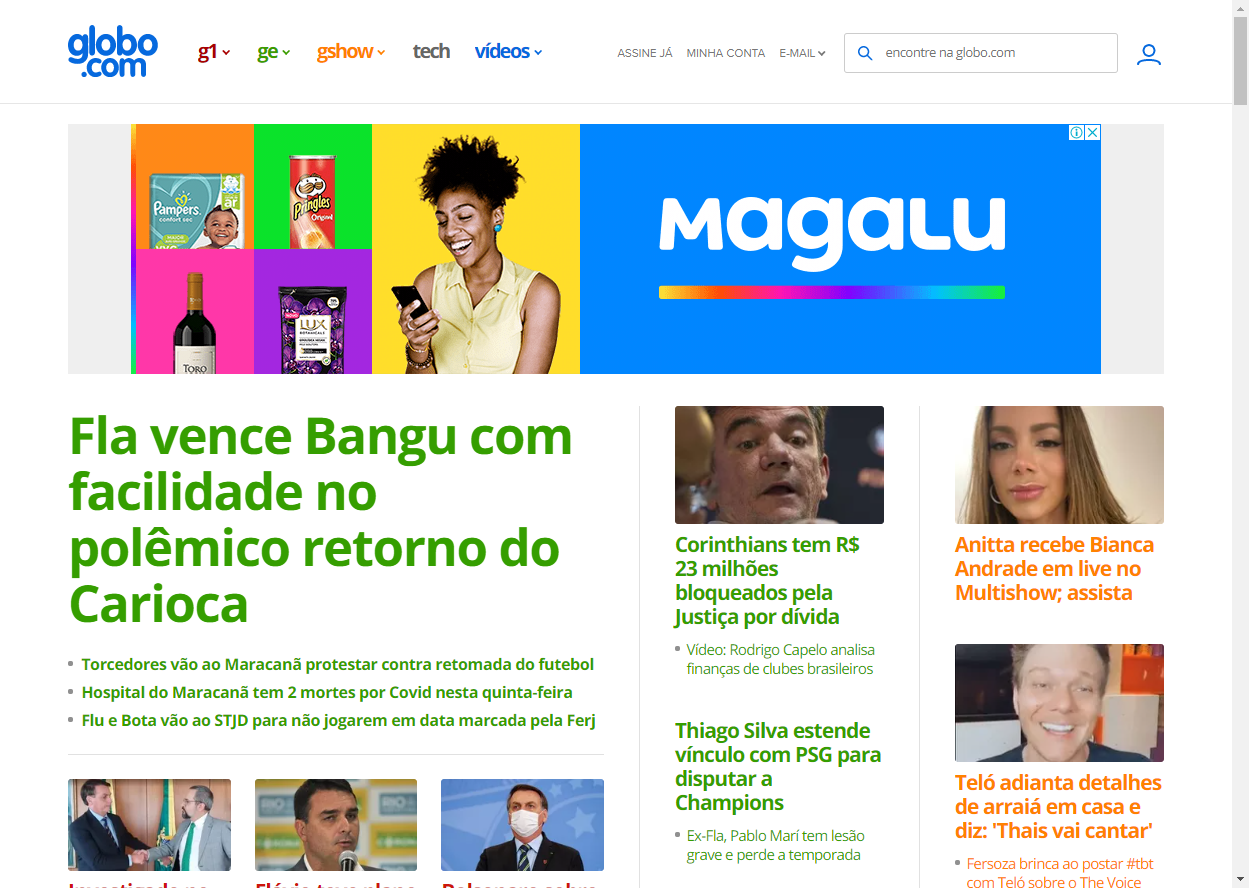 globo
.com
g1
ge
gshow
tech
vídeos
ASSINE JÁ
MINHA CONTA
E-MAIL
encontre na globo.com
Pampers
confort sec
ar
Pringles
Original
TORO
LUX
BOTANICALS
Magalu
Fla vence Bangu com
facilidade no
polêmico retorno do
Carioca
Torcedores vão ao Maracanã protestar contra retomada do futebol
Hospital do Maracanã tem 2 mortes por Covid nesta quinta-feira
Flu e Bota vão ao STJD para não jogarem em data marcada pela Ferj
Corinthians tem R$
23 milhões
bloqueados pela
Justiça por dívida
Vídeo: Rodrigo Capelo analisa
finanças de clubes brasileiros
Thiago Silva estende
vínculo com PSG para
disputar a
Champions
Ex-Fla, Pablo Marí tem lesão
grave e perde a temporada
Anitta recebe Bianca
Andrade em live no
Multishow; assista
Teló adianta detalhes
de arraiá em casa e
diz: 'Thais vai cantar'
Fersoza brinca ao postar #tbt
com Teló sobre o The Voice